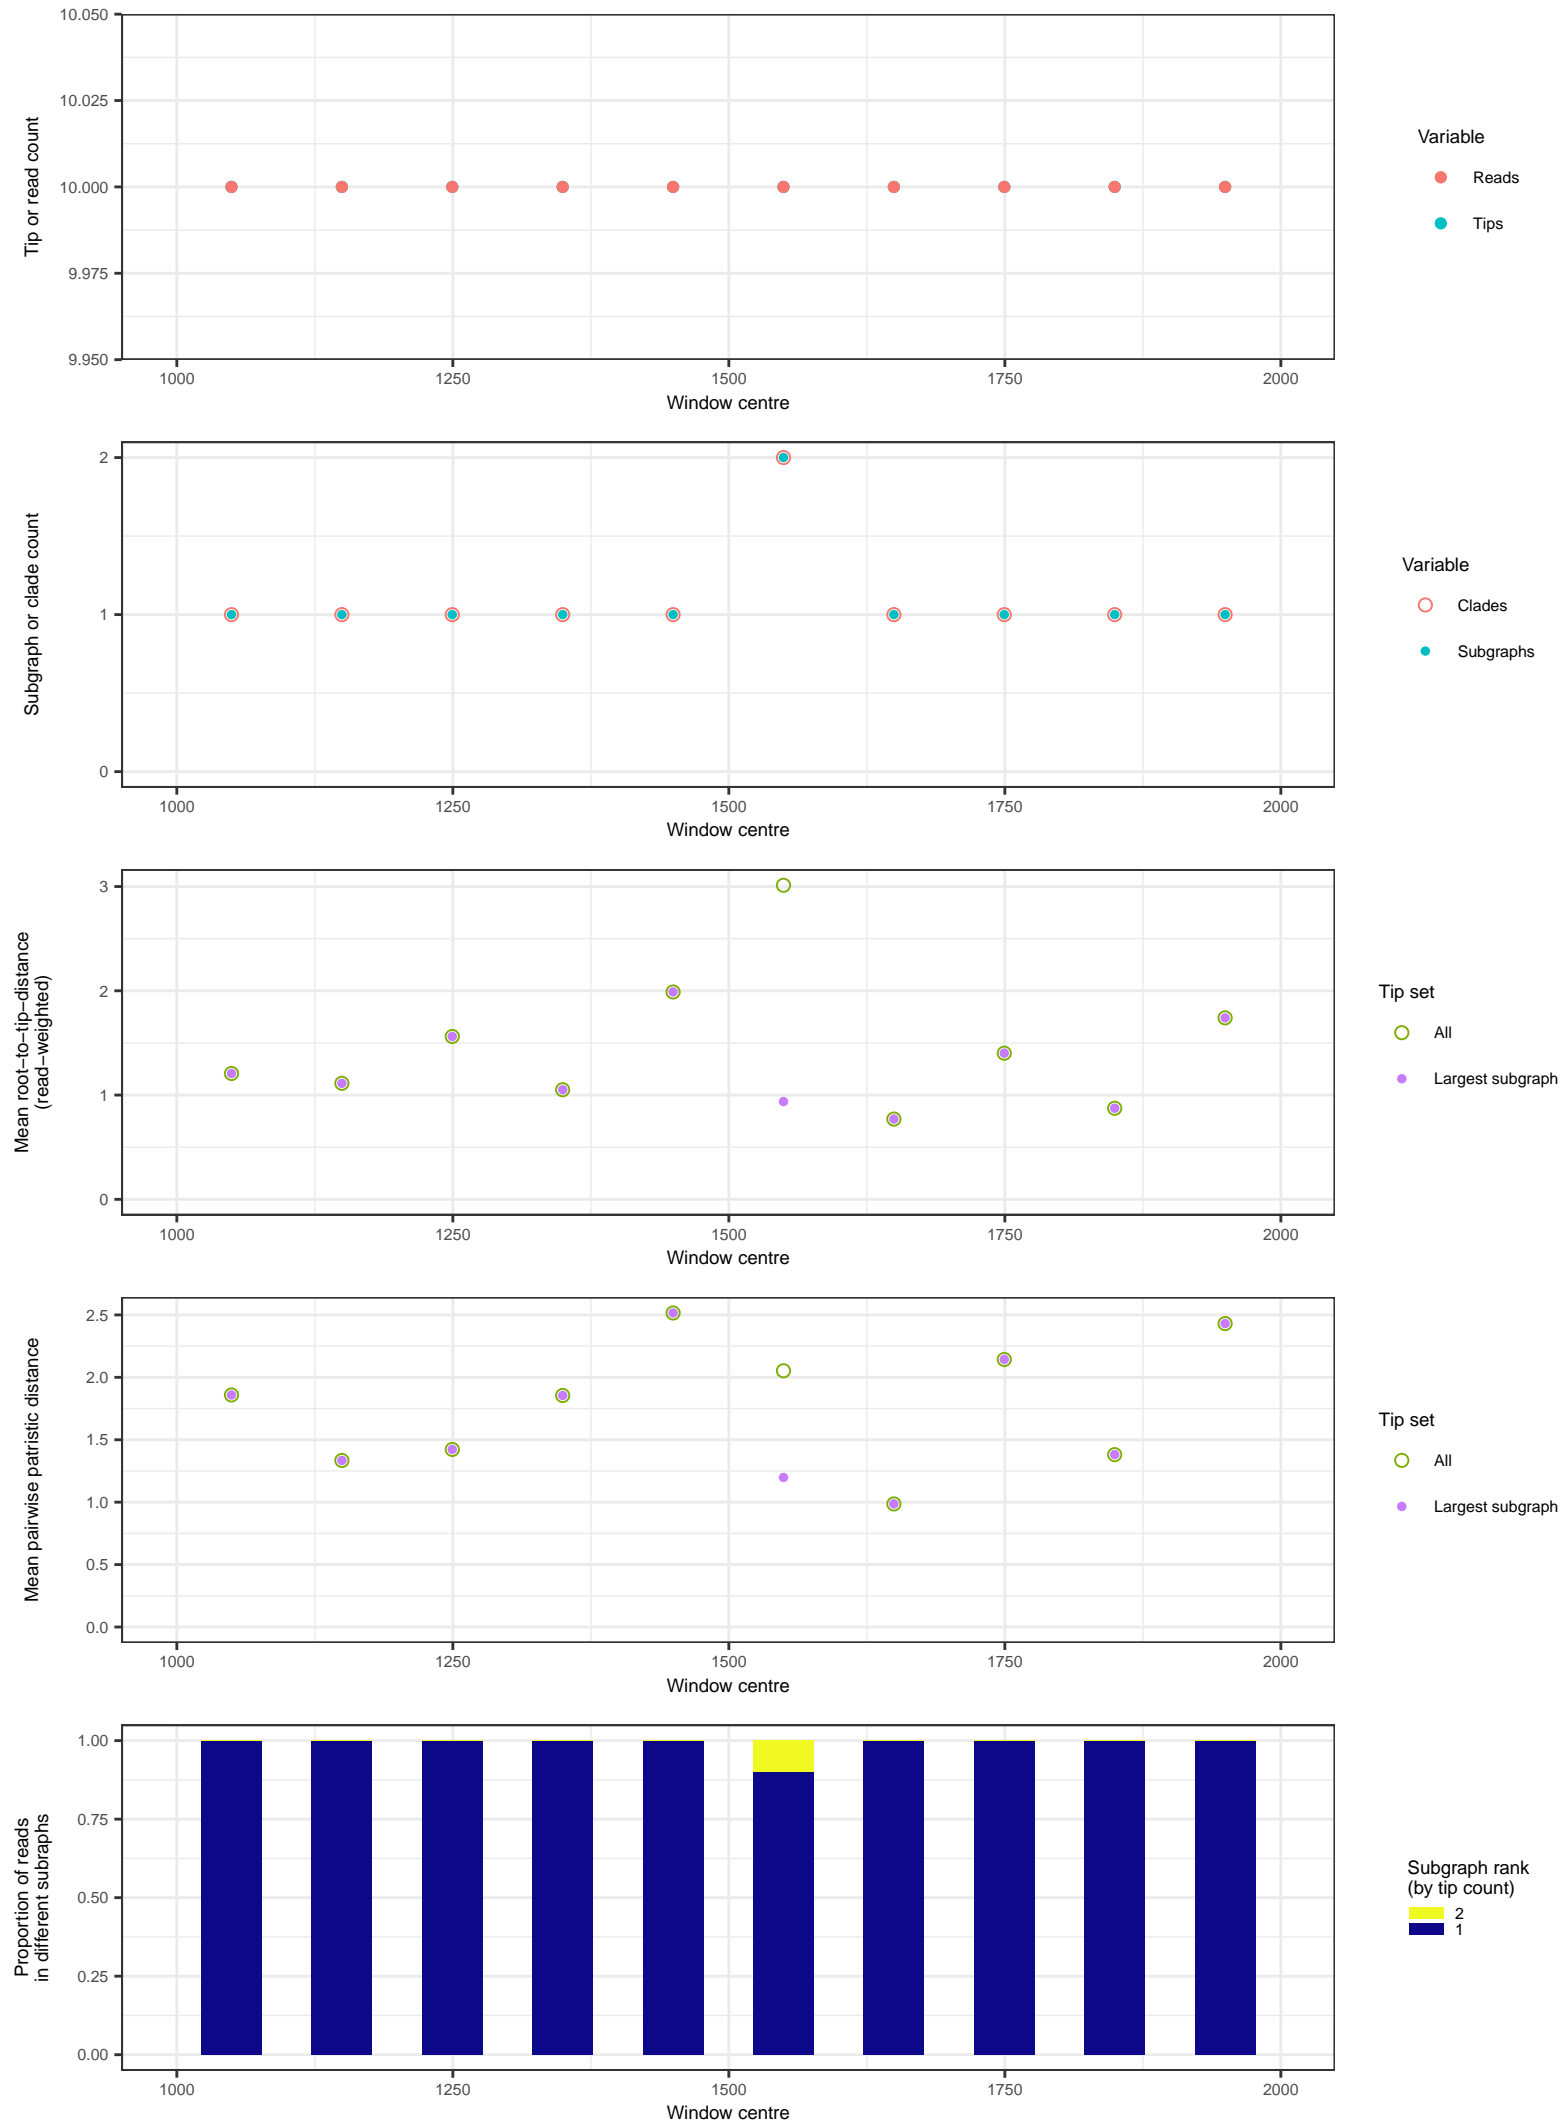 10.050
10.025
10.000
9.975
9.950
Tip or read count
1000 1250 1500 1750 2000
Window centre
Variable
Reads
Tips
2
1
0
Subgraph or clade count
1000 1250 1500 1750 2000
Window centre
Variable
Clades
Subgraphs
3
2
1
0
Mean root−to−tip−distance
(read−weighted)
1000 1250 1500 1750 2000
Window centre
Tip set
All
Largest subgraph
2.5
2.0
1.5
1.0
0.5
0.0
Mean pairwise patristic distance
1000 1250 1500 1750 2000
Window centre
Tip set
All
Largest subgraph
1.00
0.75
0.50
0.25
0.00
Proportion of reads
in different subraphs
1000 1250 1500 1750 2000
Window centre
Subgraph rank
(by tip count)
2
1